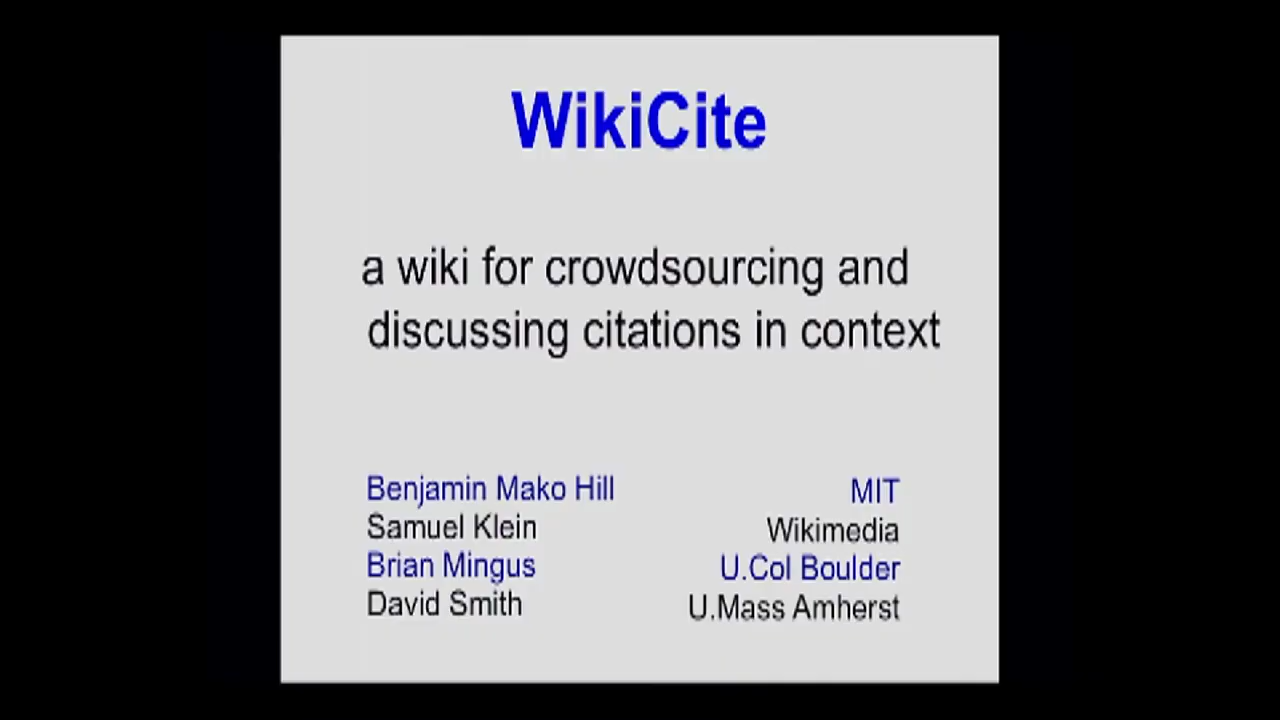 WikiCite
a wiki for crowdsourcing and
discussing citations in context
Benjamin Mako Hill MIT
Samuel Klein Wikimedia
Brian Mingus U.Col Boulder
David Smith U.Mass Amherst